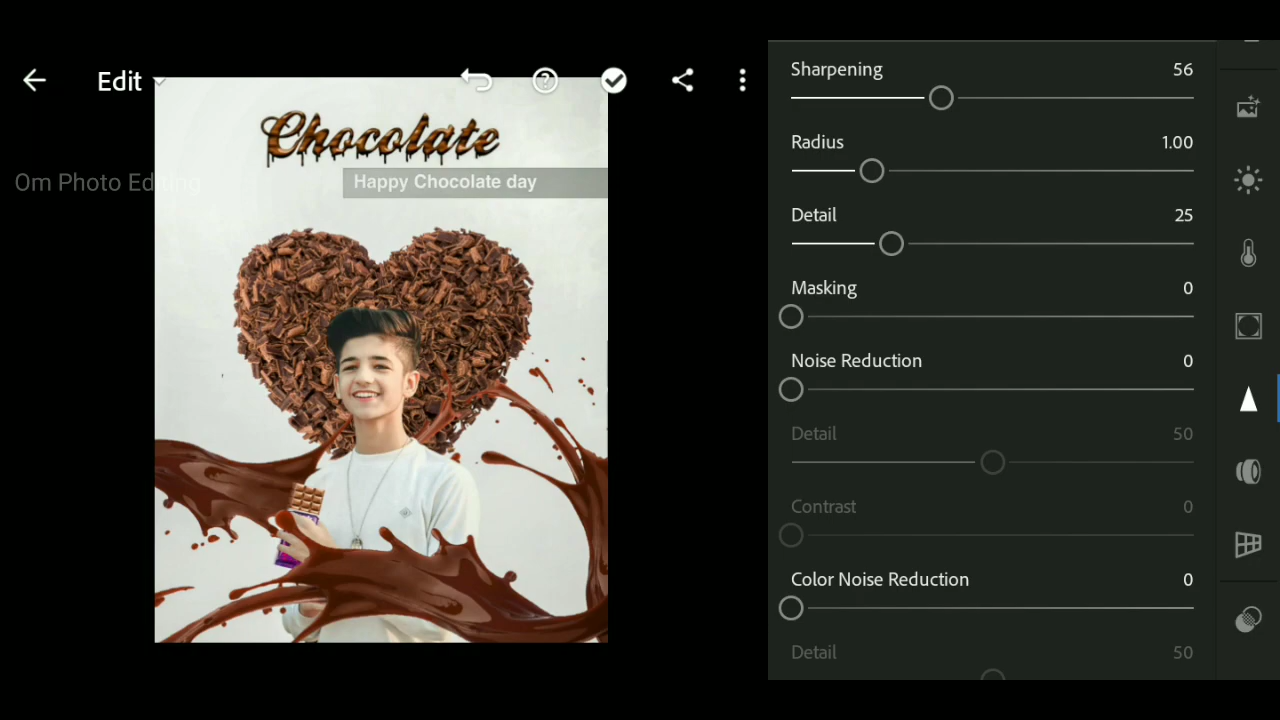 Edit
Chocolate
Om Photo Editing
Happy Chocolate day
Sharpening 56
Radius 1.00
Detail 25
Masking 0
Noise Reduction 0
Detail 50
Contrast 0
Color Noise Reduction 0
Detail 50